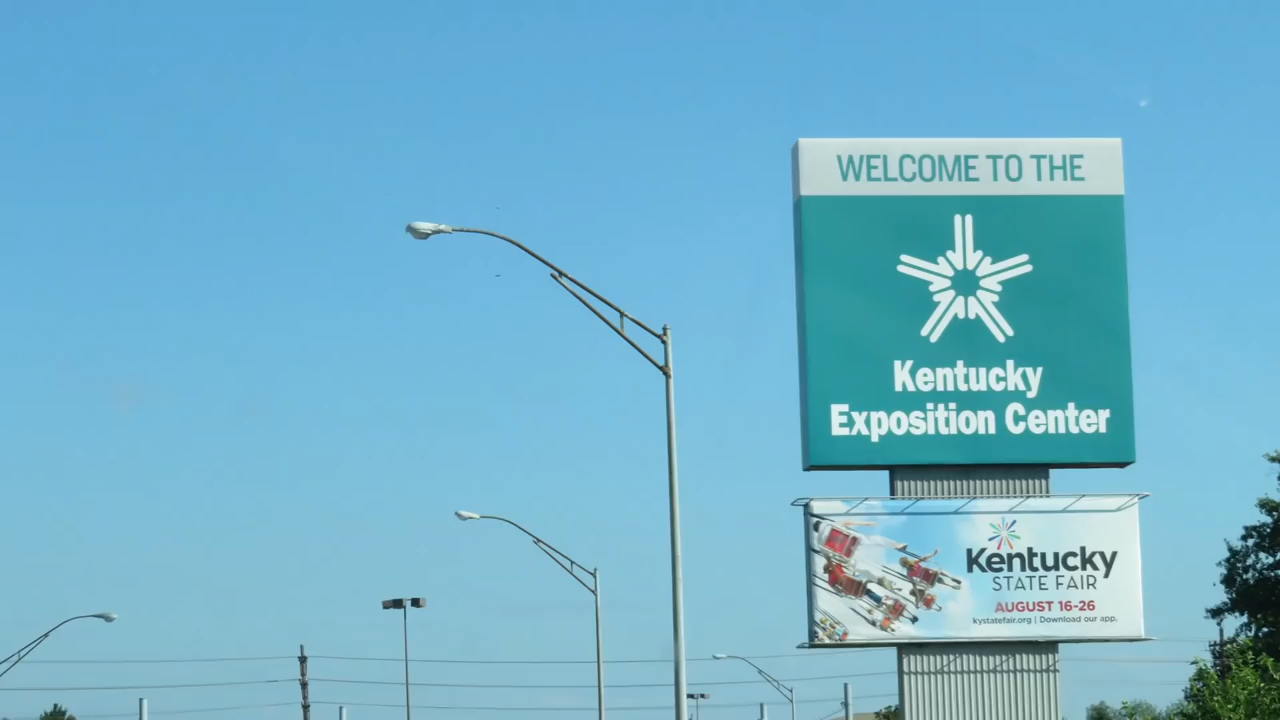 WELCOME TO THE
Kentucky
Exposition Center
Kentucky
STATE FAIR
AUGUST 16-26
kystatefair.org | Download our app.